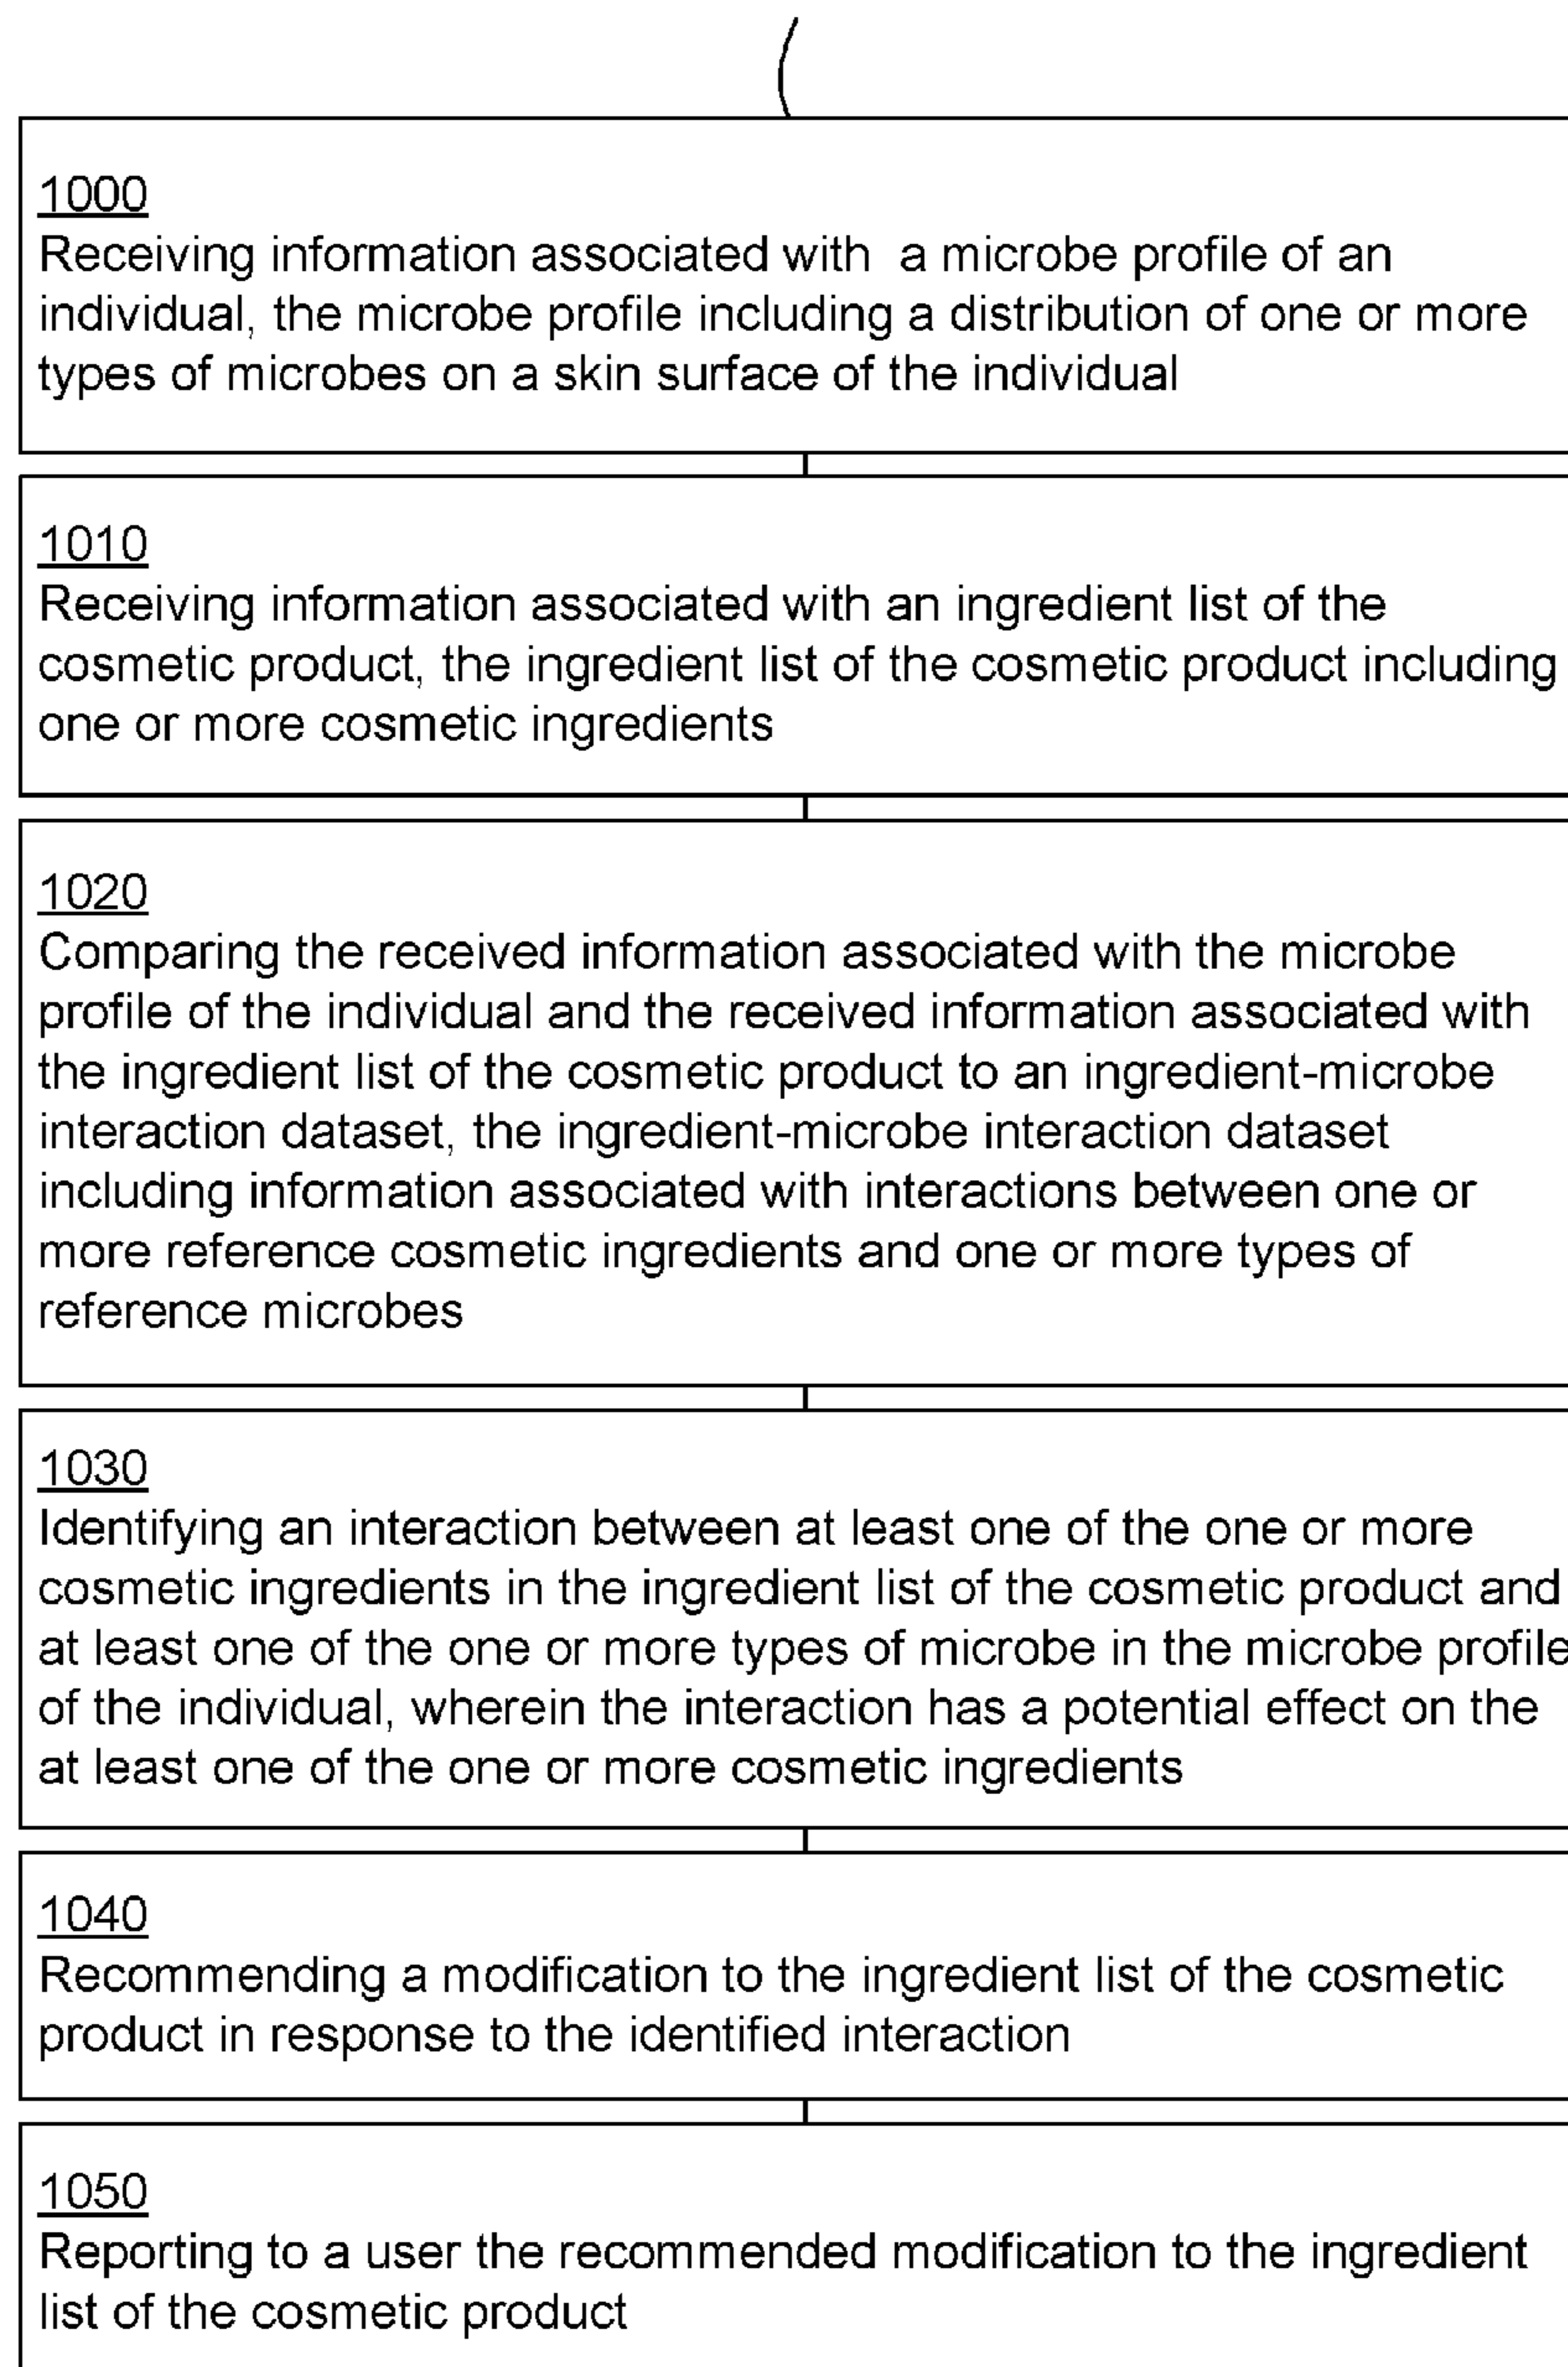 1000
Receiving information associated with a microbe profile of an
individual, the microbe profile including a distribution of one or more
types of microbes on a skin surface of the individual
1010
Receiving information associated with an ingredient list of the
cosmetic product, the ingredient list of the cosmetic product including
one or more cosmetic ingredients
1020
Comparing the received information associated with the microbe
profile of the individual and the received information associated with
the ingredient list of the cosmetic product to an ingredient-microbe
interaction dataset, the ingredient-microbe interaction dataset
including information associated with interactions between one or
more reference cosmetic ingredients and one or more types of
reference microbes
1030
Identifying an interaction between at least one of the one or more
cosmetic ingredients in the ingredient list of the cosmetic product and
at least one of the one or more types of microbe in the microbe profile
of the individual, wherein the interaction has a potential effect on the
at least one of the one or more cosmetic ingredients
1040
Recommending a modification to the ingredient list of the cosmetic
product in response to the identified interaction
1050
Reporting to a user the recommended modification to the ingredient
list of the cosmetic product